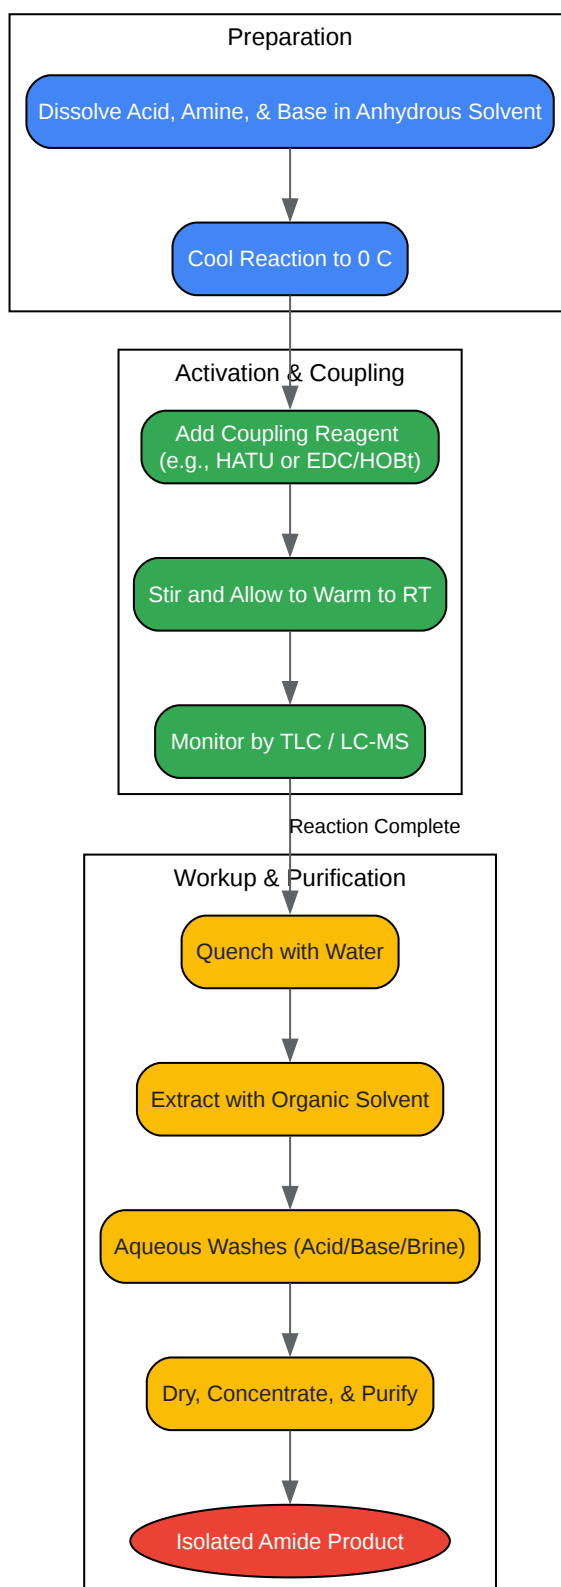 Preparation
Dissolve Acid, Amine, & Base in Anhydrous Solvent
Cool Reaction to 0 C
Activation & Coupling
Add Coupling Reagent
(e.g., HATU or EDC/HOBt)
Stir and Allow to Warm to RT
Monitor by TLC / LC-MS
Reaction Complete
Workup & Purification
Quench with Water
Extract with Organic Solvent
Aqueous Washes (Acid/Base/Brine)
Dry, Concentrate, & Purify
Isolated Amide Product